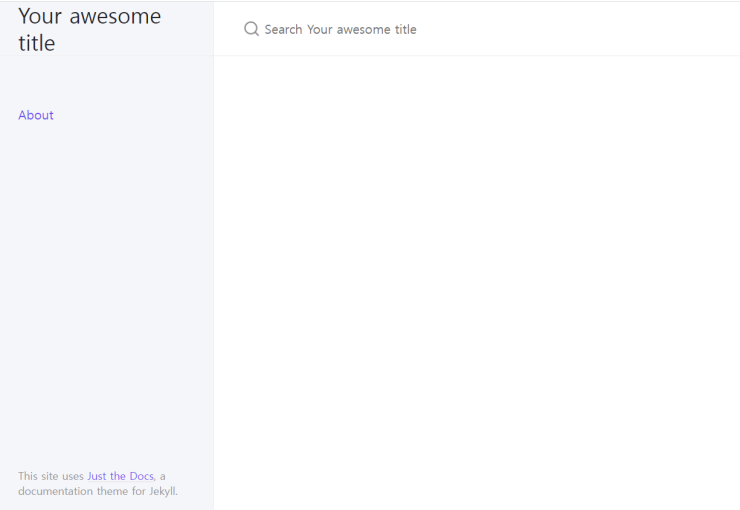 Your awesome
title
Search Your awesome title
About
This site uses Just the Docs, a
documentation theme for Jekyll.